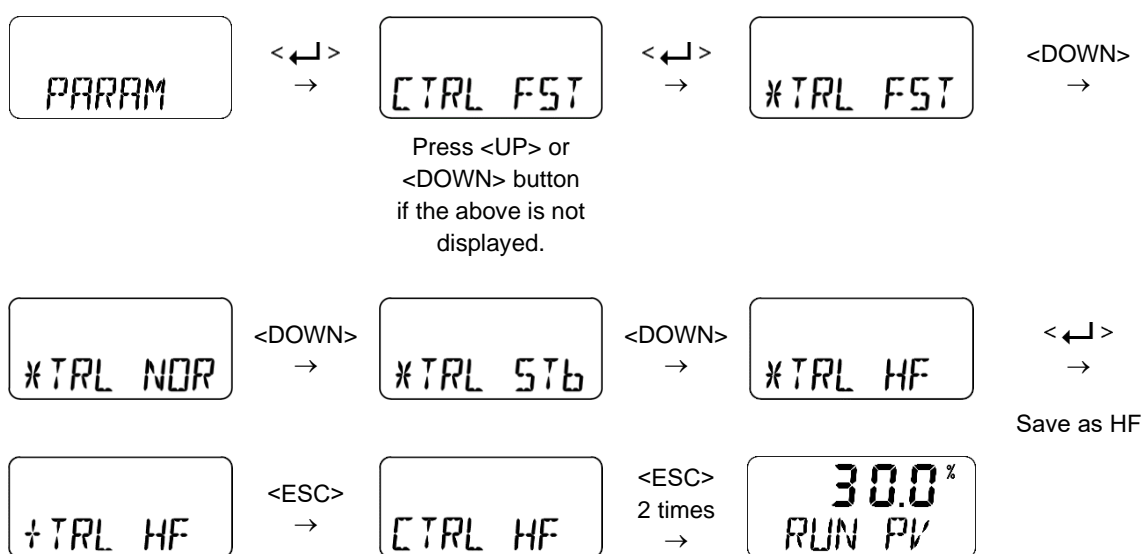 PARAM
< ↵ >
→
CTRL FST
< ↵ >
→
*TRL FST
<DOWN>
→
Press <UP> or
<DOWN> button
if the above is not
displayed.
*TRL NOR
<DOWN>
→
*TRL STb
<DOWN>
→
*TRL HF
< ↵ >
→
Save as HF
+TRL HF
<ESC>
→
CTRL HF
<ESC>
2 times
→
30.0%
RUN PV